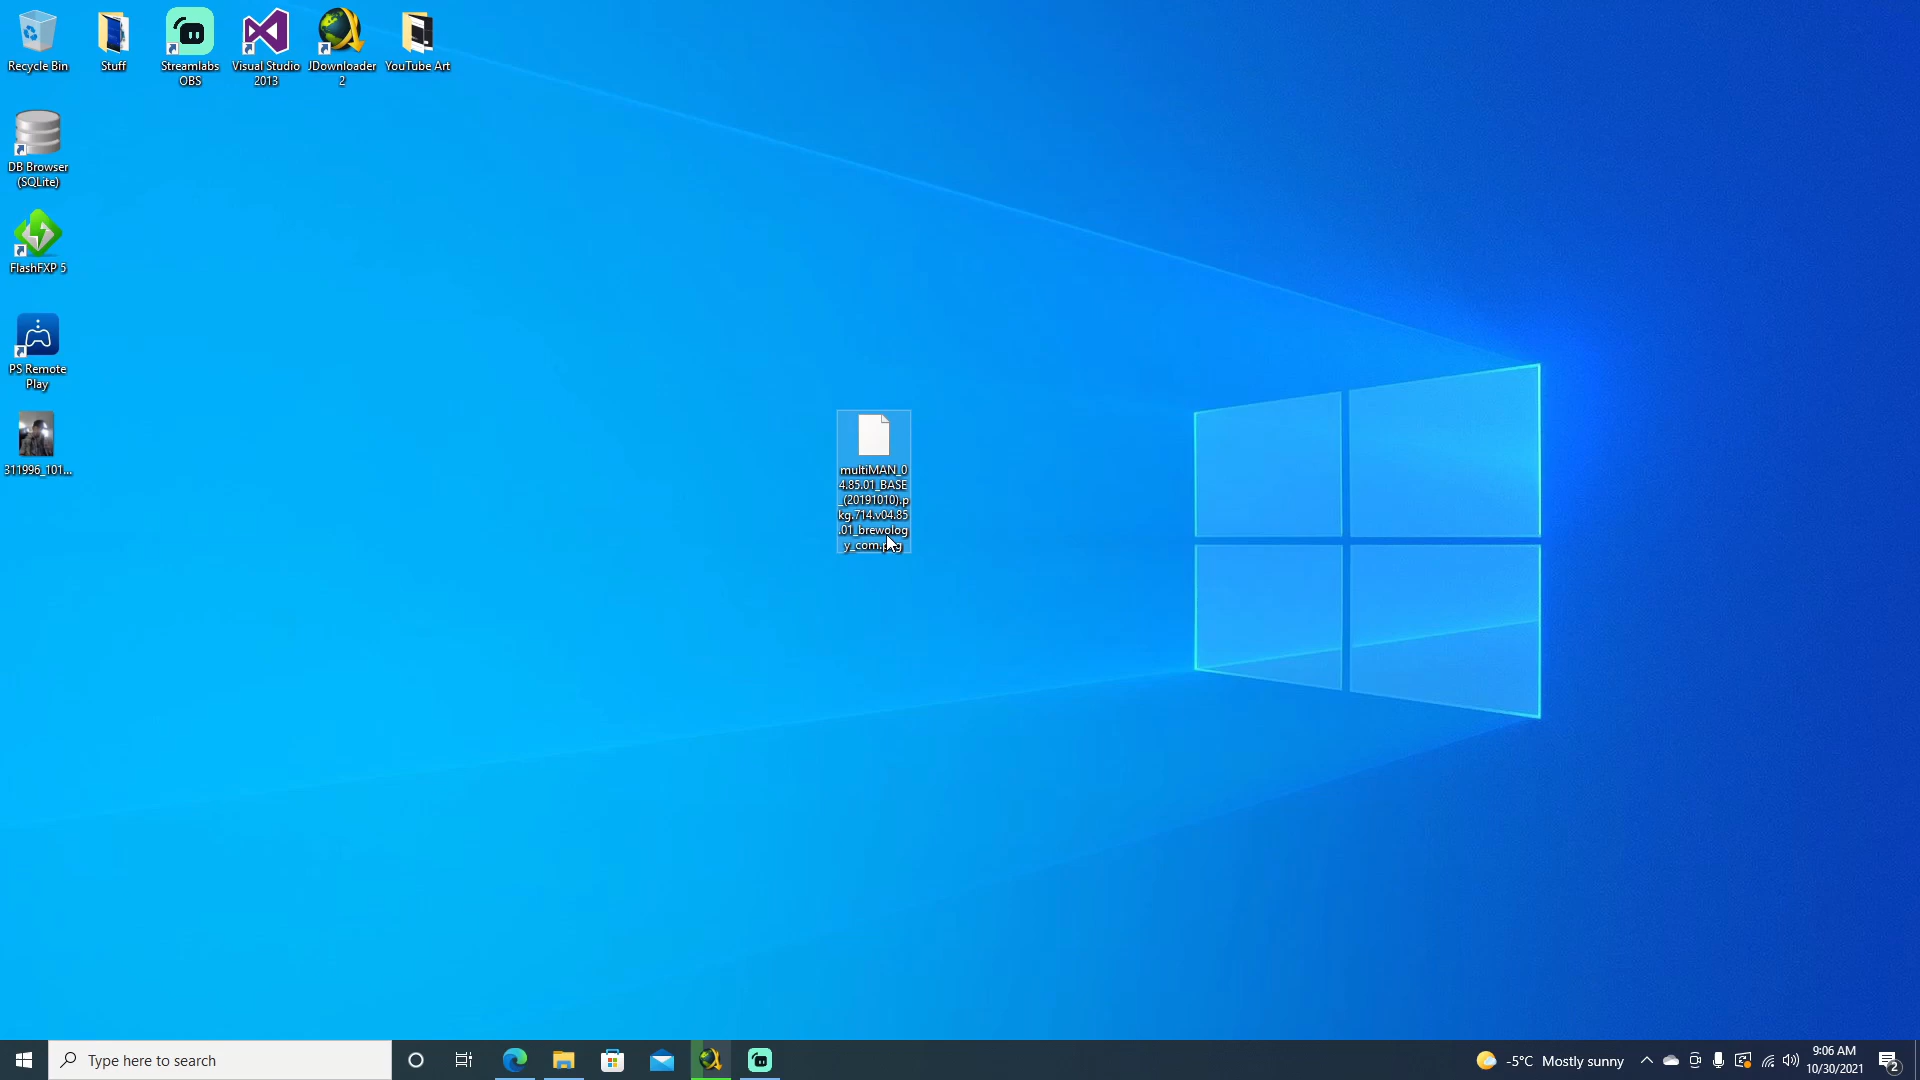 Recycle Bin
Stuff
Streamlabs
OBS
Visual Studio
2013
JDownloader
2
YouTube Art
DB Browser
(SQLite)
FlashFXP 5
PS Remote
Play
311996_101...
multiMAN_0
4.85.01_BASE
_(20191010).p
kg.714.v04.85
.01_brewolog
y_com.pkg
Type here to search
-5°C Mostly sunny
9:06 AM
10/30/2021
2